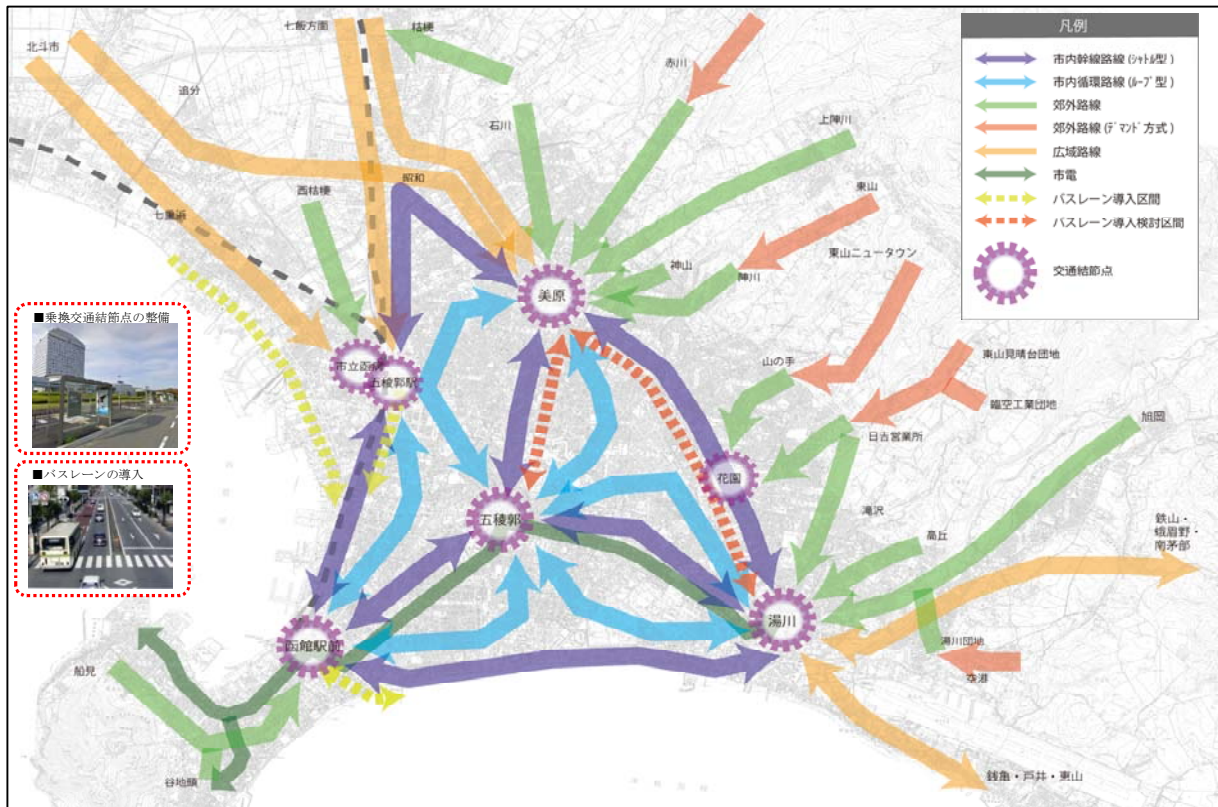 凡例
市内幹線路線(シャトル型)
市内循環路線(ループ型)
郊外路線
郊外路線(デマンド方式)
広域路線
市電
バスレーン導入区間
バスレーン導入検討区間
交通結節点
北斗市
七飯方面
桔梗
赤川
追分
石川
上陣川
昭和
西桔梗
東山
七重浜
神山
陣川
東山ニュータウン
美原
■乗換交通結節点の整備
市立函病
五稜郭駅
山の手
東山見晴台団地
臨空工業団地
日吉営業所
旭岡
■バスレーンの導入
花園
五稜郭
滝沢
高丘
鉄山・
蛾眉野・
南茅部
湯川
函館駅前
湯川団地
空港
船見
谷地頭
銭亀・戸井・東山